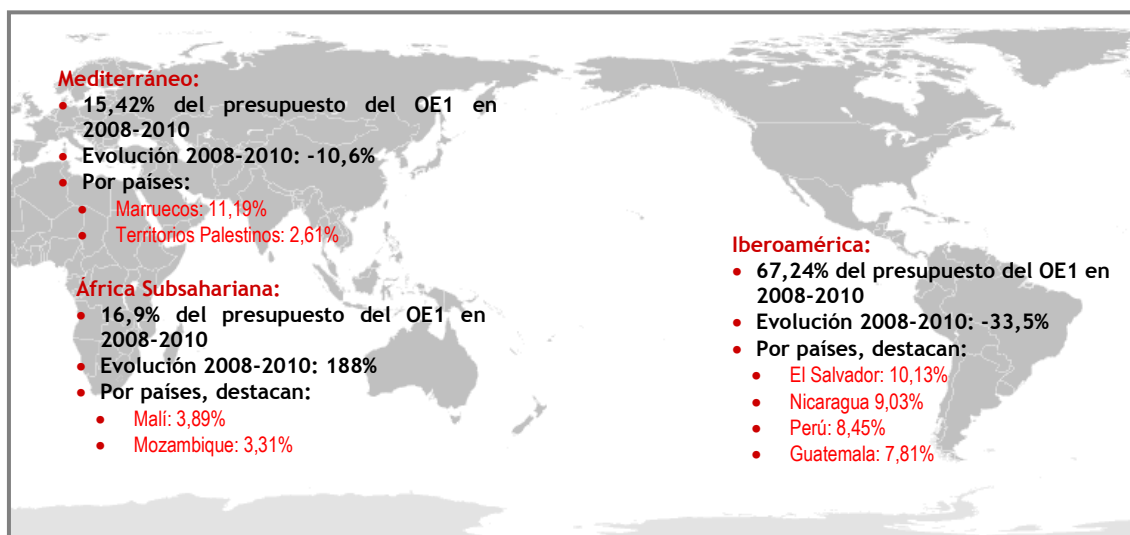 Mediterráneo:
• 15,42% del presupuesto del OE1 en
2008-2010
• Evolución 2008-2010: -10,6%
• Por países:
• Marruecos: 11,19%
• Territorios Palestinos: 2,61%
África Subsahariana:
• 16,9% del presupuesto del OE1 en
2008-2010
• Evolución 2008-2010: 188%
• Por países, destacan:
• Malí: 3,89%
• Mozambique: 3,31%
Iberoamérica:
• 67,24% del presupuesto del OE1 en
2008-2010
• Evolución 2008-2010: -33,5%
• Por países, destacan:
• El Salvador: 10,13%
• Nicaragua 9,03%
• Perú: 8,45%
• Guatemala: 7,81%